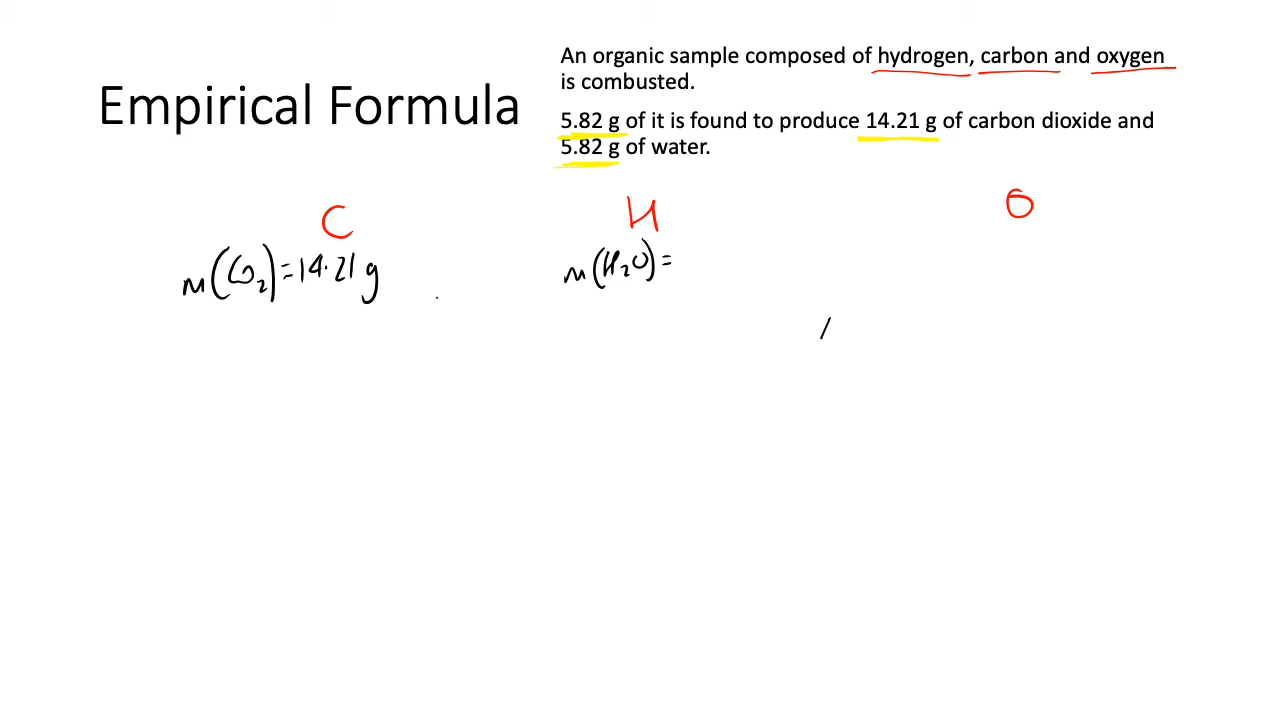 Empirical Formula
An organic sample composed of hydrogen, carbon and oxygen
is combusted.
5.82 g of it is found to produce 14.21 g of carbon dioxide and
5.82 g of water.
C
H
O
m(CO₂)=14.21 g
m(H₂O)=